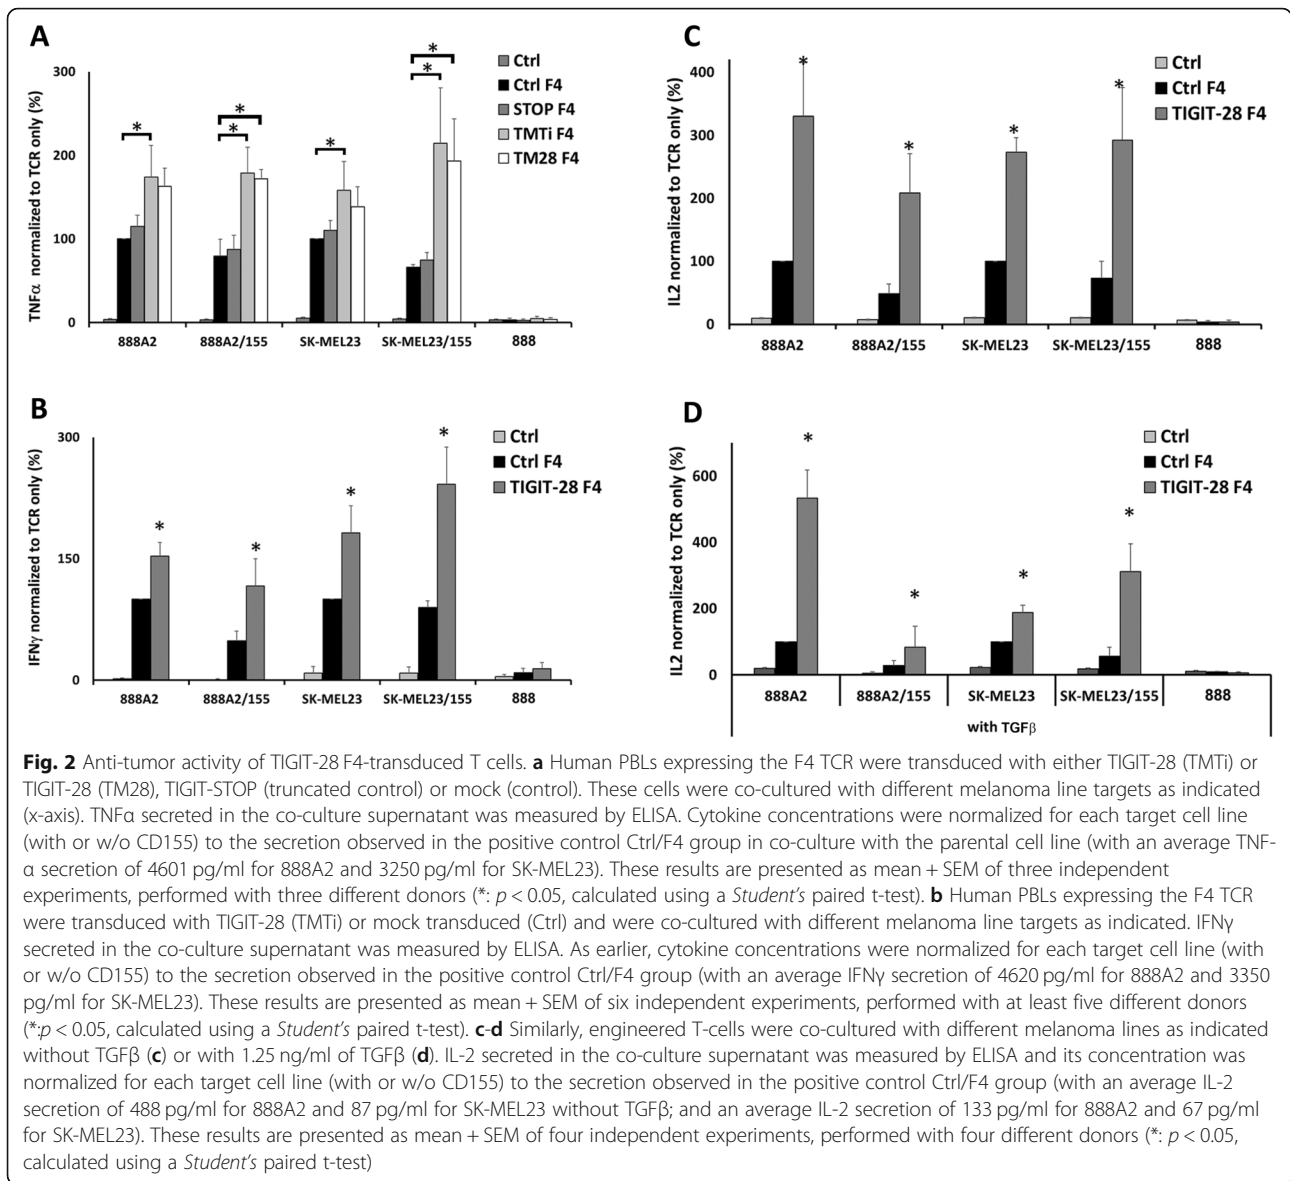 A
300
200
100
0
TNFα normalized to TCR only (%)
* * * * * *
Ctrl
Ctrl F4
STOP F4
TMTi F4
TM28 F4
888A2 888A2/155 SK-MEL23 SK-MEL23/155 888
C
400
300
200
100
0
IL2 normalized to TCR only (%)
* * * *
Ctrl
Ctrl F4
TIGIT-28 F4
888A2 888A2/155 SK-MEL23 SK-MEL23/155 888
B
300
150
0
IFNγ normalized to TCR only (%)
* * * *
Ctrl
Ctrl F4
TIGIT-28 F4
888A2 888A2/155 SK-MEL23 SK-MEL23/155 888
D
600
400
200
0
IL2 normalized to TCR only (%)
* * * *
Ctrl
Ctrl F4
TIGIT-28 F4
888A2 888A2/155 SK-MEL23 SK-MEL23/155 888
with TGFβ
Fig. 2 Anti-tumor activity of TIGIT-28 F4-transduced T cells. a Human PBLs expressing the F4 TCR were transduced with either TIGIT-28 (TMTi) or
TIGIT-28 (TM28), TIGIT-STOP (truncated control) or mock (control). These cells were co-cultured with different melanoma line targets as indicated
(x-axis). TNFα secreted in the co-culture supernatant was measured by ELISA. Cytokine concentrations were normalized for each target cell line
(with or w/o CD155) to the secretion observed in the positive control Ctrl/F4 group in co-culture with the parental cell line (with an average TNF-
α secretion of 4601 pg/ml for 888A2 and 3250 pg/ml for SK-MEL23). These results are presented as mean + SEM of three independent
experiments, performed with three different donors (*: p < 0.05, calculated using a Student's paired t-test). b Human PBLs expressing the F4 TCR
were transduced with TIGIT-28 (TMTi) or mock transduced (Ctrl) and were co-cultured with different melanoma line targets as indicated. IFNγ
secreted in the co-culture supernatant was measured by ELISA. As earlier, cytokine concentrations were normalized for each target cell line (with
or w/o CD155) to the secretion observed in the positive control Ctrl/F4 group (with an average IFNγ secretion of 4620 pg/ml for 888A2 and 3350
pg/ml for SK-MEL23). These results are presented as mean + SEM of six independent experiments, performed with at least five different donors
(*:p < 0.05, calculated using a Student's paired t-test). c-d Similarly, engineered T-cells were co-cultured with different melanoma lines as indicated
without TGFβ (c) or with 1.25 ng/ml of TGFβ (d). IL-2 secreted in the co-culture supernatant was measured by ELISA and its concentration was
normalized for each target cell line (with or w/o CD155) to the secretion observed in the positive control Ctrl/F4 group (with an average IL-2
secretion of 488 pg/ml for 888A2 and 87 pg/ml for SK-MEL23 without TGFβ; and an average IL-2 secretion of 133 pg/ml for 888A2 and 67 pg/ml
for SK-MEL23). These results are presented as mean + SEM of four independent experiments, performed with four different donors (*: p < 0.05,
calculated using a Student's paired t-test)